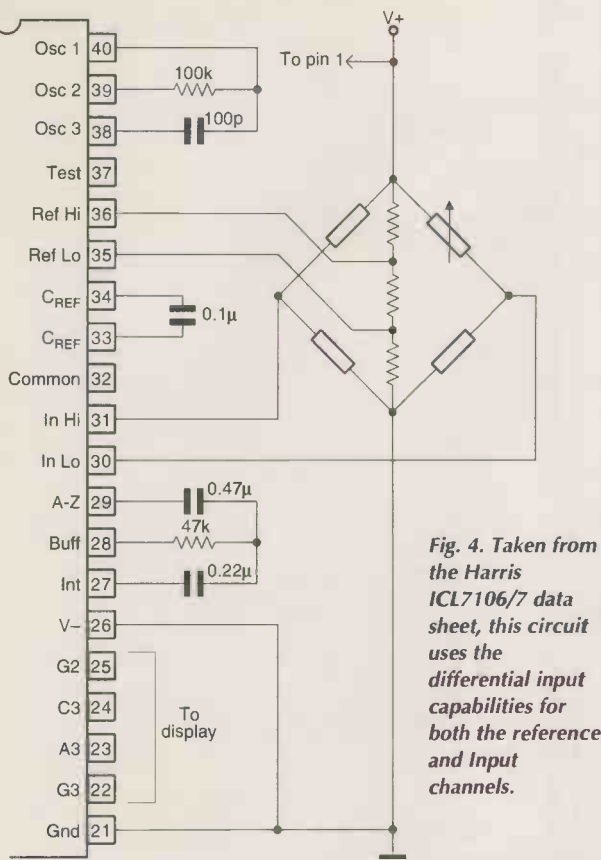 V+
To pin 1
Osc 1 40
100k
Osc 2 39
100p
Osc 3 38
Test 37
Ref Hi 36
Ref Lo 35
CREF 34
0.1µ
CREF 33
Common 32
In Hi 31
In Lo 30
0.47µ
A-Z 29
47k
Buff 28
0.22µ
Int 27
V– 26
G2 25
C3 24
To
display
A3 23
G3 22
Gnd 21
Fig. 4. Taken from
the Harris
ICL7106/7 data
sheet, this circuit
uses the
differential input
capabilities for
both the reference
and Input
channels.